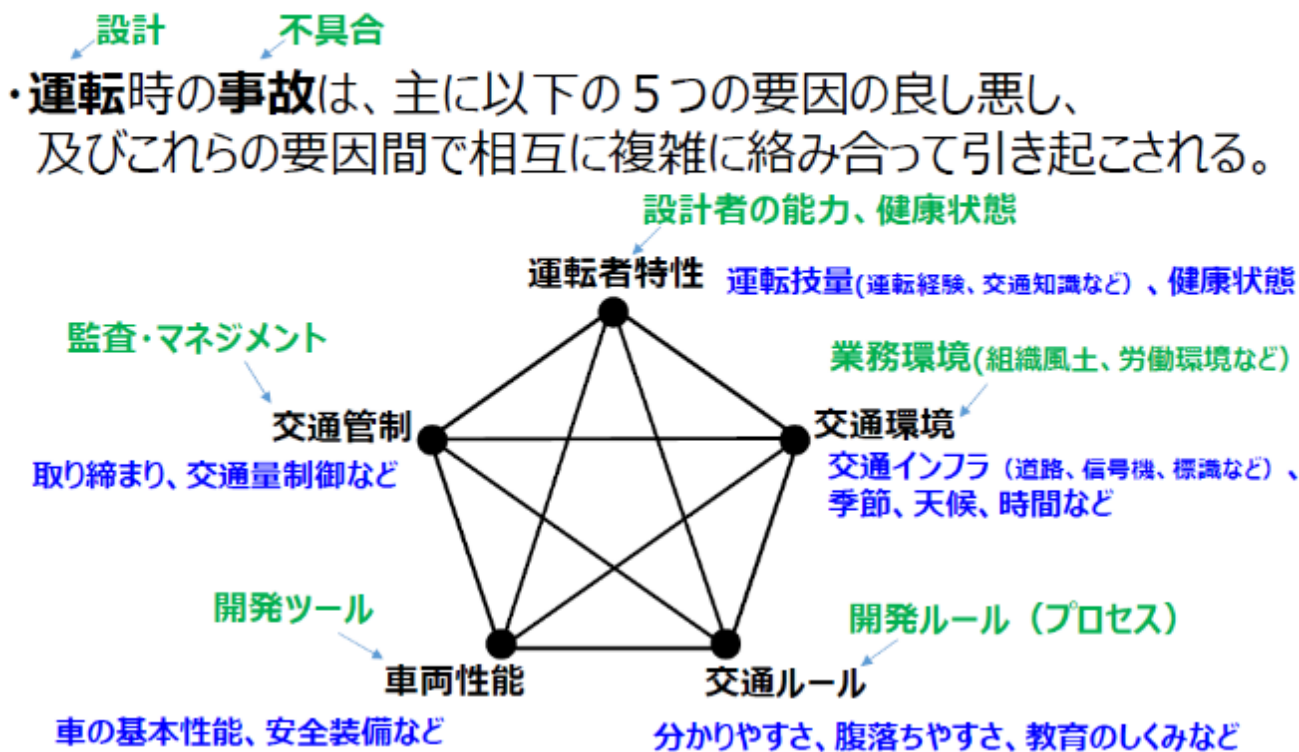 設計 不具合
・運転時の事故は、主に以下の５つの要因の良し悪し、
及びこれらの要因間で相互に複雑に絡み合って引き起こされる。
設計者の能力、健康状態
運転者特性 運転技量(運転経験、交通知識など）、健康状態
監査・マネジメント
業務環境(組織風土、労働環境など）
交通管制
交通環境
取り締まり、交通量制御など
交通インフラ（道路、信号機、標識など）、
季節、天候、時間など
開発ツール
開発ルール（プロセス）
車両性能
交通ルール
車の基本性能、安全装備など
分かりやすさ、腹落ちやすさ、教育のしくみなど